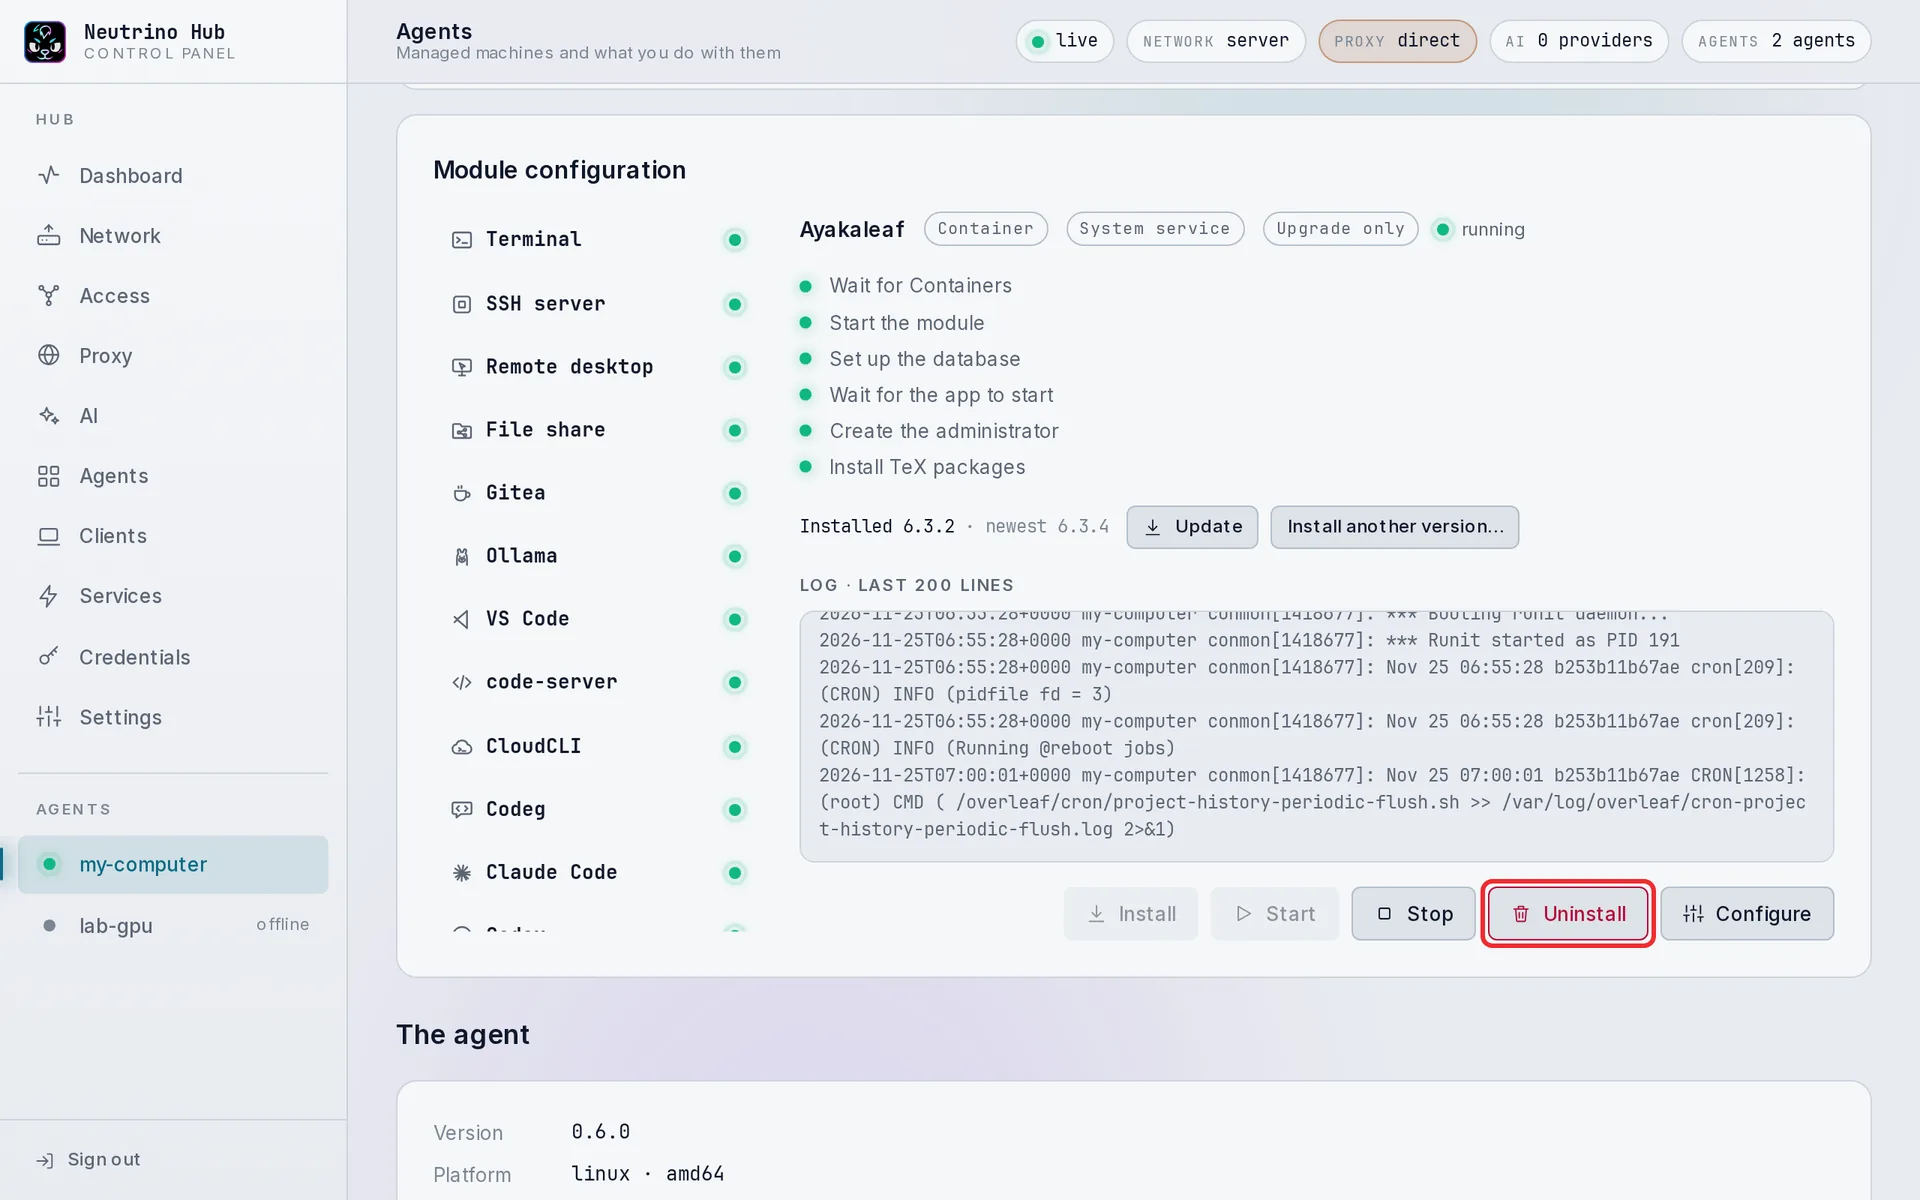 Neutrino Hub
CONTROL PANEL
Agents
Managed machines and what you do with them
live
NETWORK server
PROXY direct
AI 0 providers
AGENTS 2 agents
HUB
Dashboard
Network
Access
Proxy
AI
Agents
Clients
Services
Credentials
Settings
AGENTS
my-computer
lab-gpu
offline
Sign out
Module configuration
Terminal
SSH server
Remote desktop
File share
Gitea
Ollama
VS Code
code-server
CloudCLI
Codeg
Claude Code
Ayakaleaf
Container
System service
Upgrade only
running
Wait for Containers
Start the module
Set up the database
Wait for the app to start
Create the administrator
Install TeX packages
Installed 6.3.2 · newest 6.3.4
Update
Install another version...
LOG · LAST 200 LINES
my-computer conmon[1418677]: *** Booting runit daemon...
2026-11-25T06:55:28+0000 my-computer conmon[1418677]: *** Runit started as PID 191
2026-11-25T06:55:28+0000 my-computer conmon[1418677]: Nov 25 06:55:28 b253b11b67ae cron[209]:
(CRON) INFO (pidfile fd = 3)
2026-11-25T06:55:28+0000 my-computer conmon[1418677]: Nov 25 06:55:28 b253b11b67ae cron[209]:
(CRON) INFO (Running @reboot jobs)
2026-11-25T07:00:01+0000 my-computer conmon[1418677]: Nov 25 07:00:01 b253b11b67ae CRON[1258]:
(root) CMD ( /overleaf/cron/project-history-periodic-flush.sh >> /var/log/overleaf/cron-projec
t-history-periodic-flush.log 2>&1)
Install
Start
Stop
Uninstall
Configure
The agent
Version
0.6.0
Platform
linux · amd64